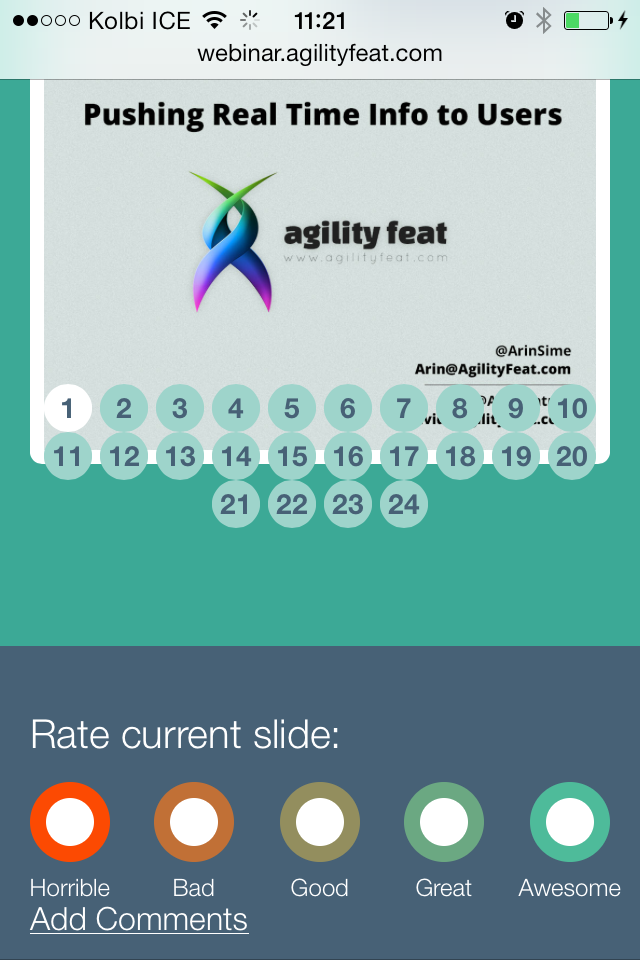 Kolbi ICE 11:21
webinar.agilityfeat.com
Pushing Real Time Info to Users
agility feat
www.agilityfeat.com
@ArinSime
Arin@AgilityFeat.com
1 2 3 4 5 6 7 8 9 10
11 12 13 14 15 16 17 18 19 20
21 22 23 24
Rate current slide:
Horrible Bad Good Great Awesome
Add Comments